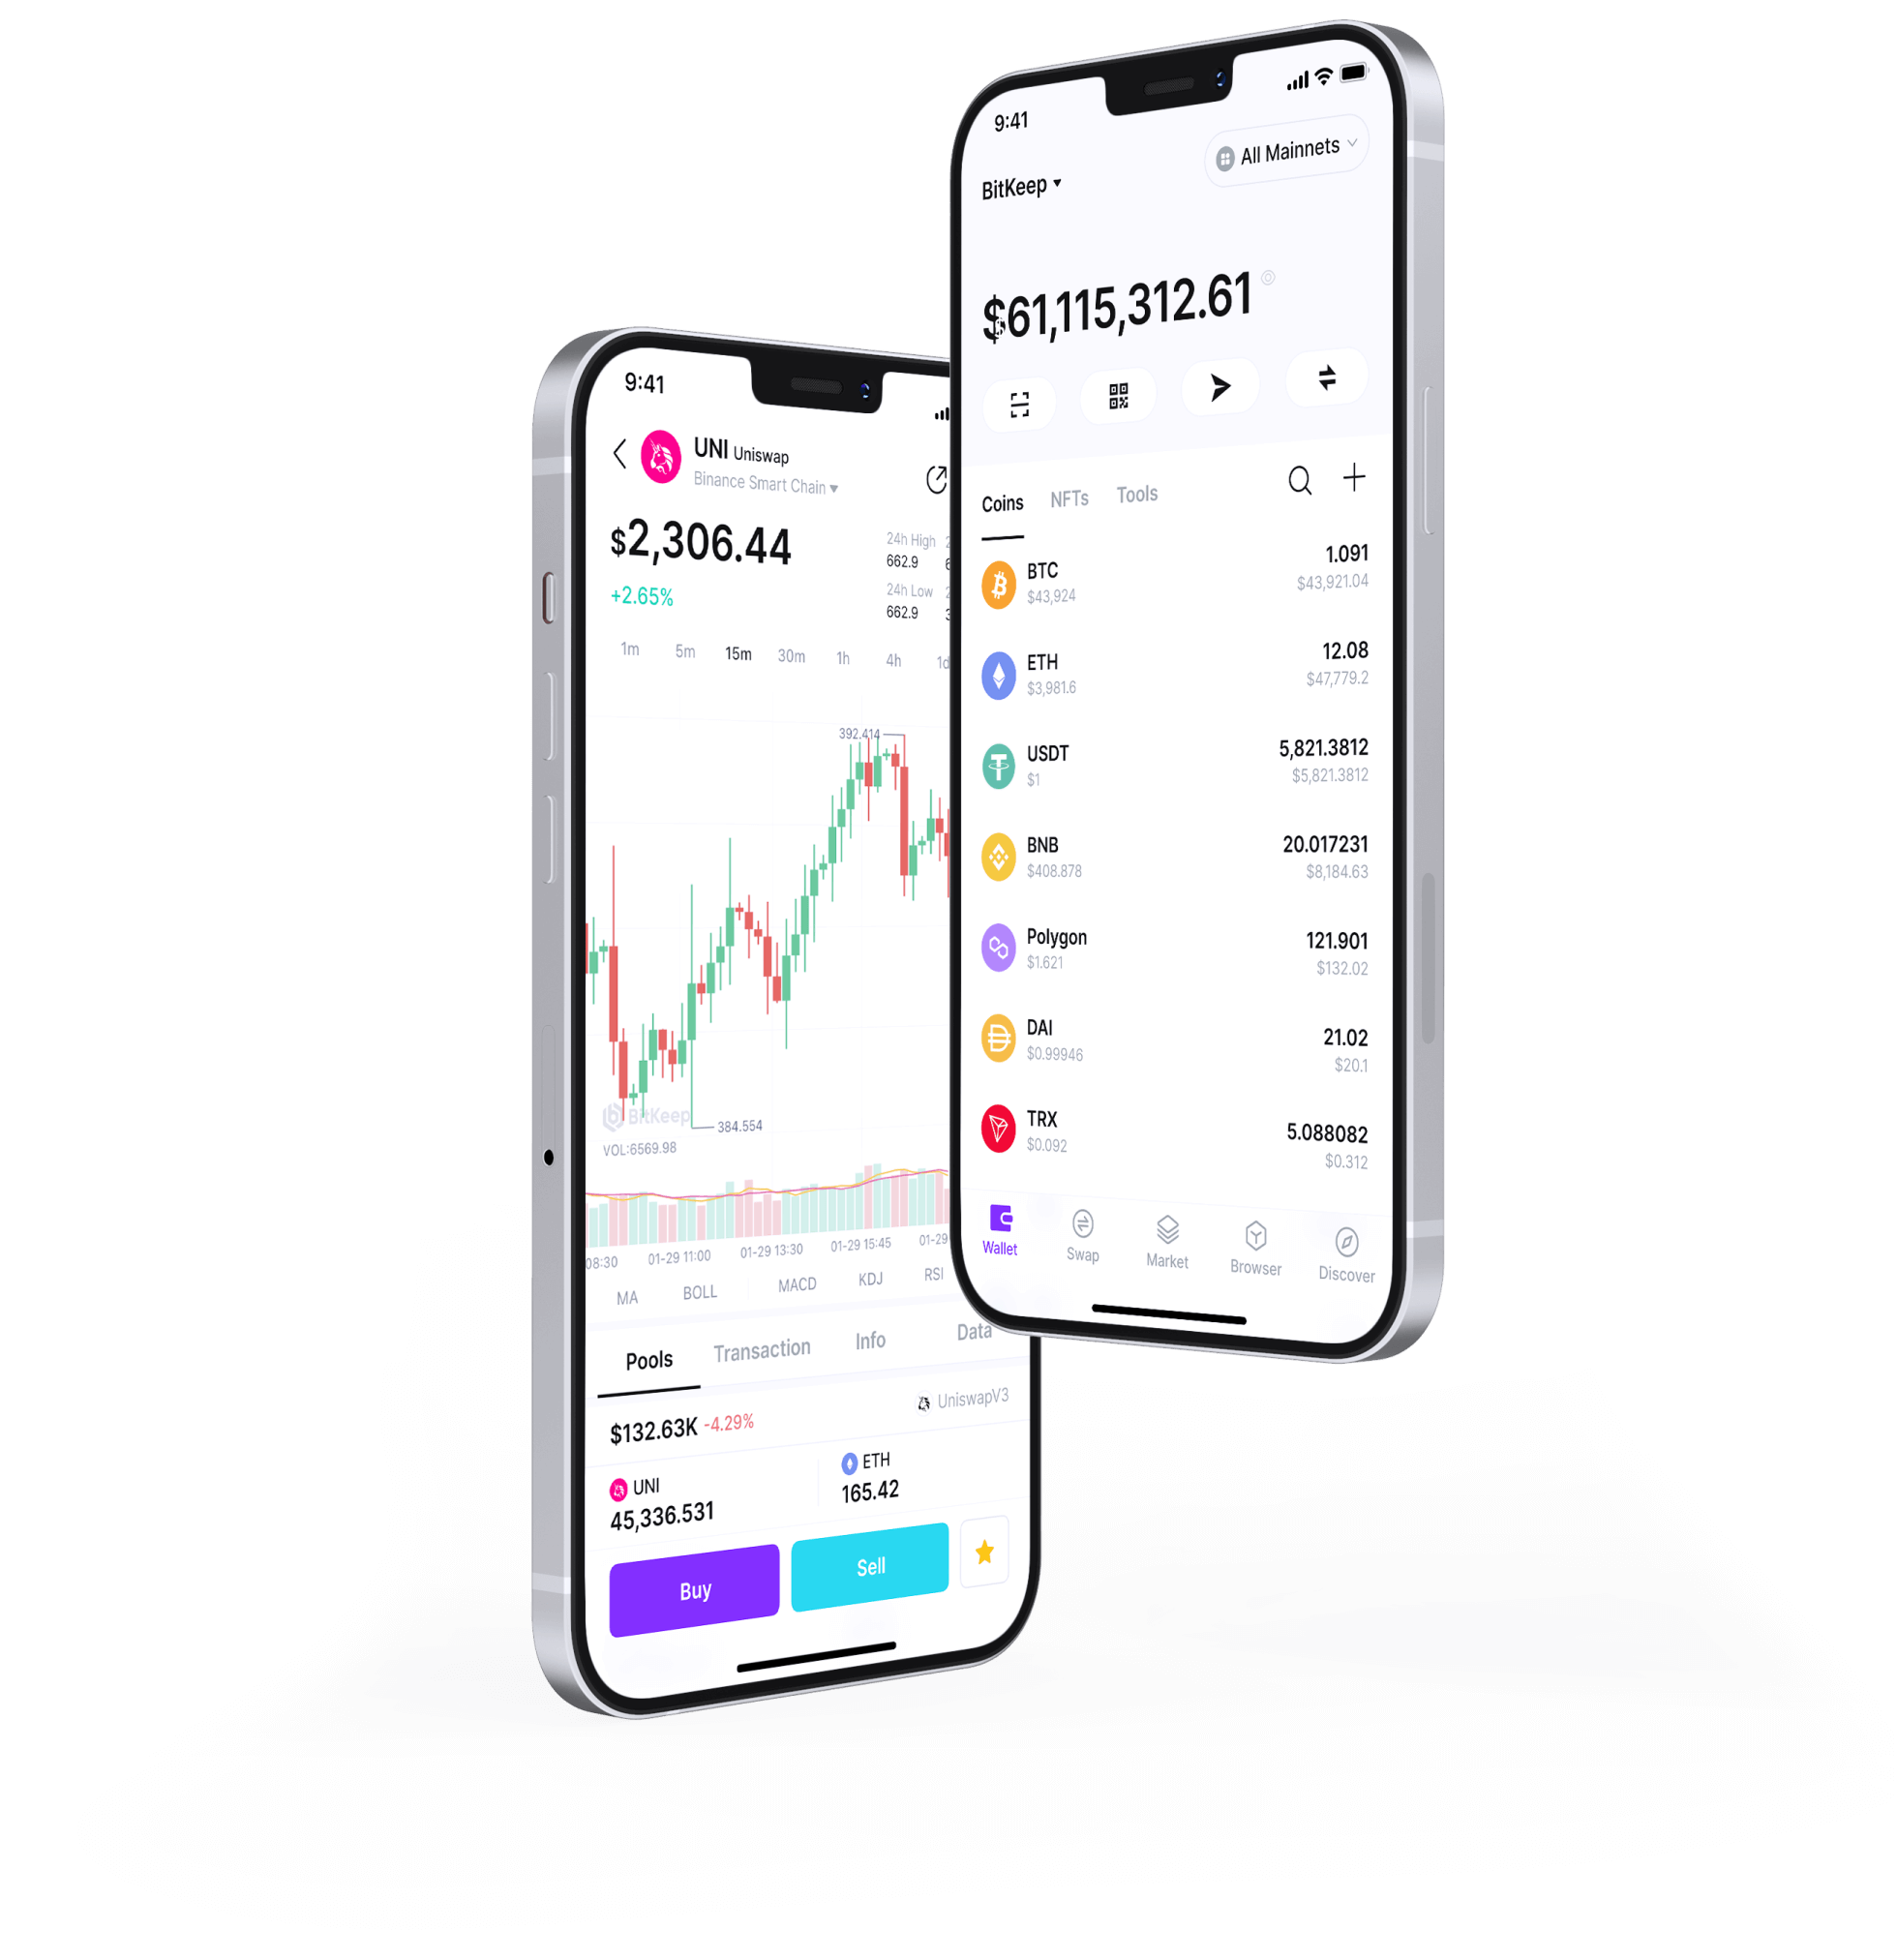 9:41
UNI Uniswap
Binance Smart Chain
$2,306.44
+2.65%
24h High
662.9
24h Low
662.9
1m 5m 15m 30m 1h 4h 1d
392.414
384.554
BitKeep
VOL:6569.98
08:30 01-29 11:00 01-29 13:30 01-29 15:45 01-29
MA BOLL MACD KDJ RSI
Pools Transaction Info Data
$132.63K -4.29% UniswapV3
UNI
45,336.531
ETH
165.42
Buy Sell
9:41
All Mainnets
BitKeep
$61,115,312.61
Coins NFTs Tools
BTC 1.091
$43,924 $43,921.04
ETH 12.08
$3,981.6 $47,779.2
USDT 5,821.3812
$1 $5,821.3812
BNB 20.017231
$408.878 $8,184.63
Polygon 121.901
$1.621 $132.02
DAI 21.02
$0.99946 $20.1
TRX 5.088082
$0.092 $0.312
Wallet Swap Market Browser Discover